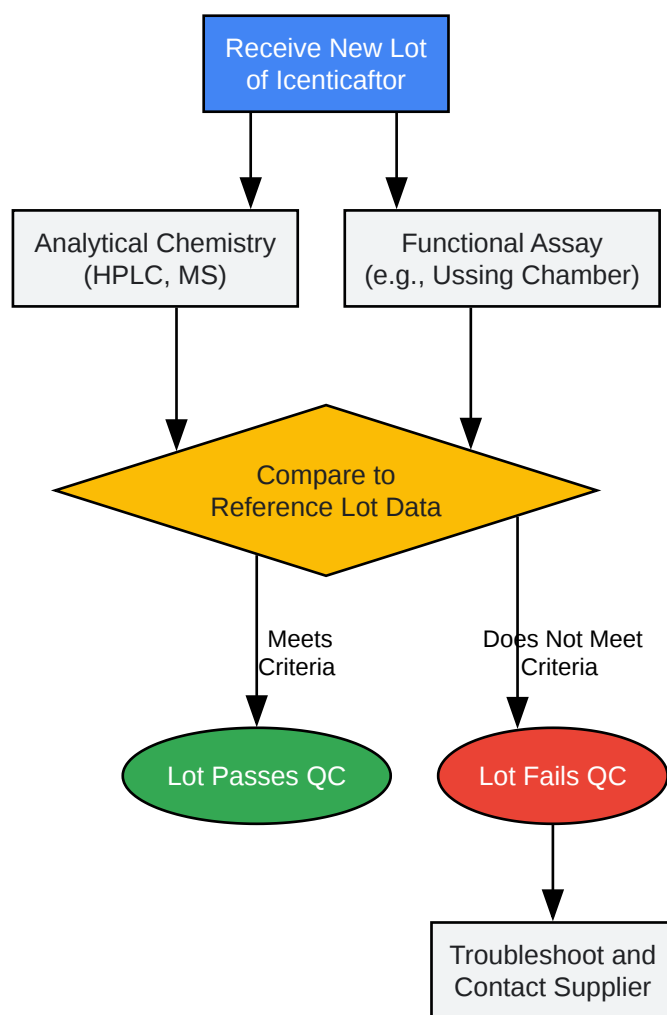 Receive New Lot
of Icenticaftor
Analytical Chemistry
(HPLC, MS)
Functional Assay
(e.g., Ussing Chamber)
Compare to
Reference Lot Data
Meets
Criteria
Does Not Meet
Criteria
Lot Passes QC
Lot Fails QC
Troubleshoot and
Contact Supplier